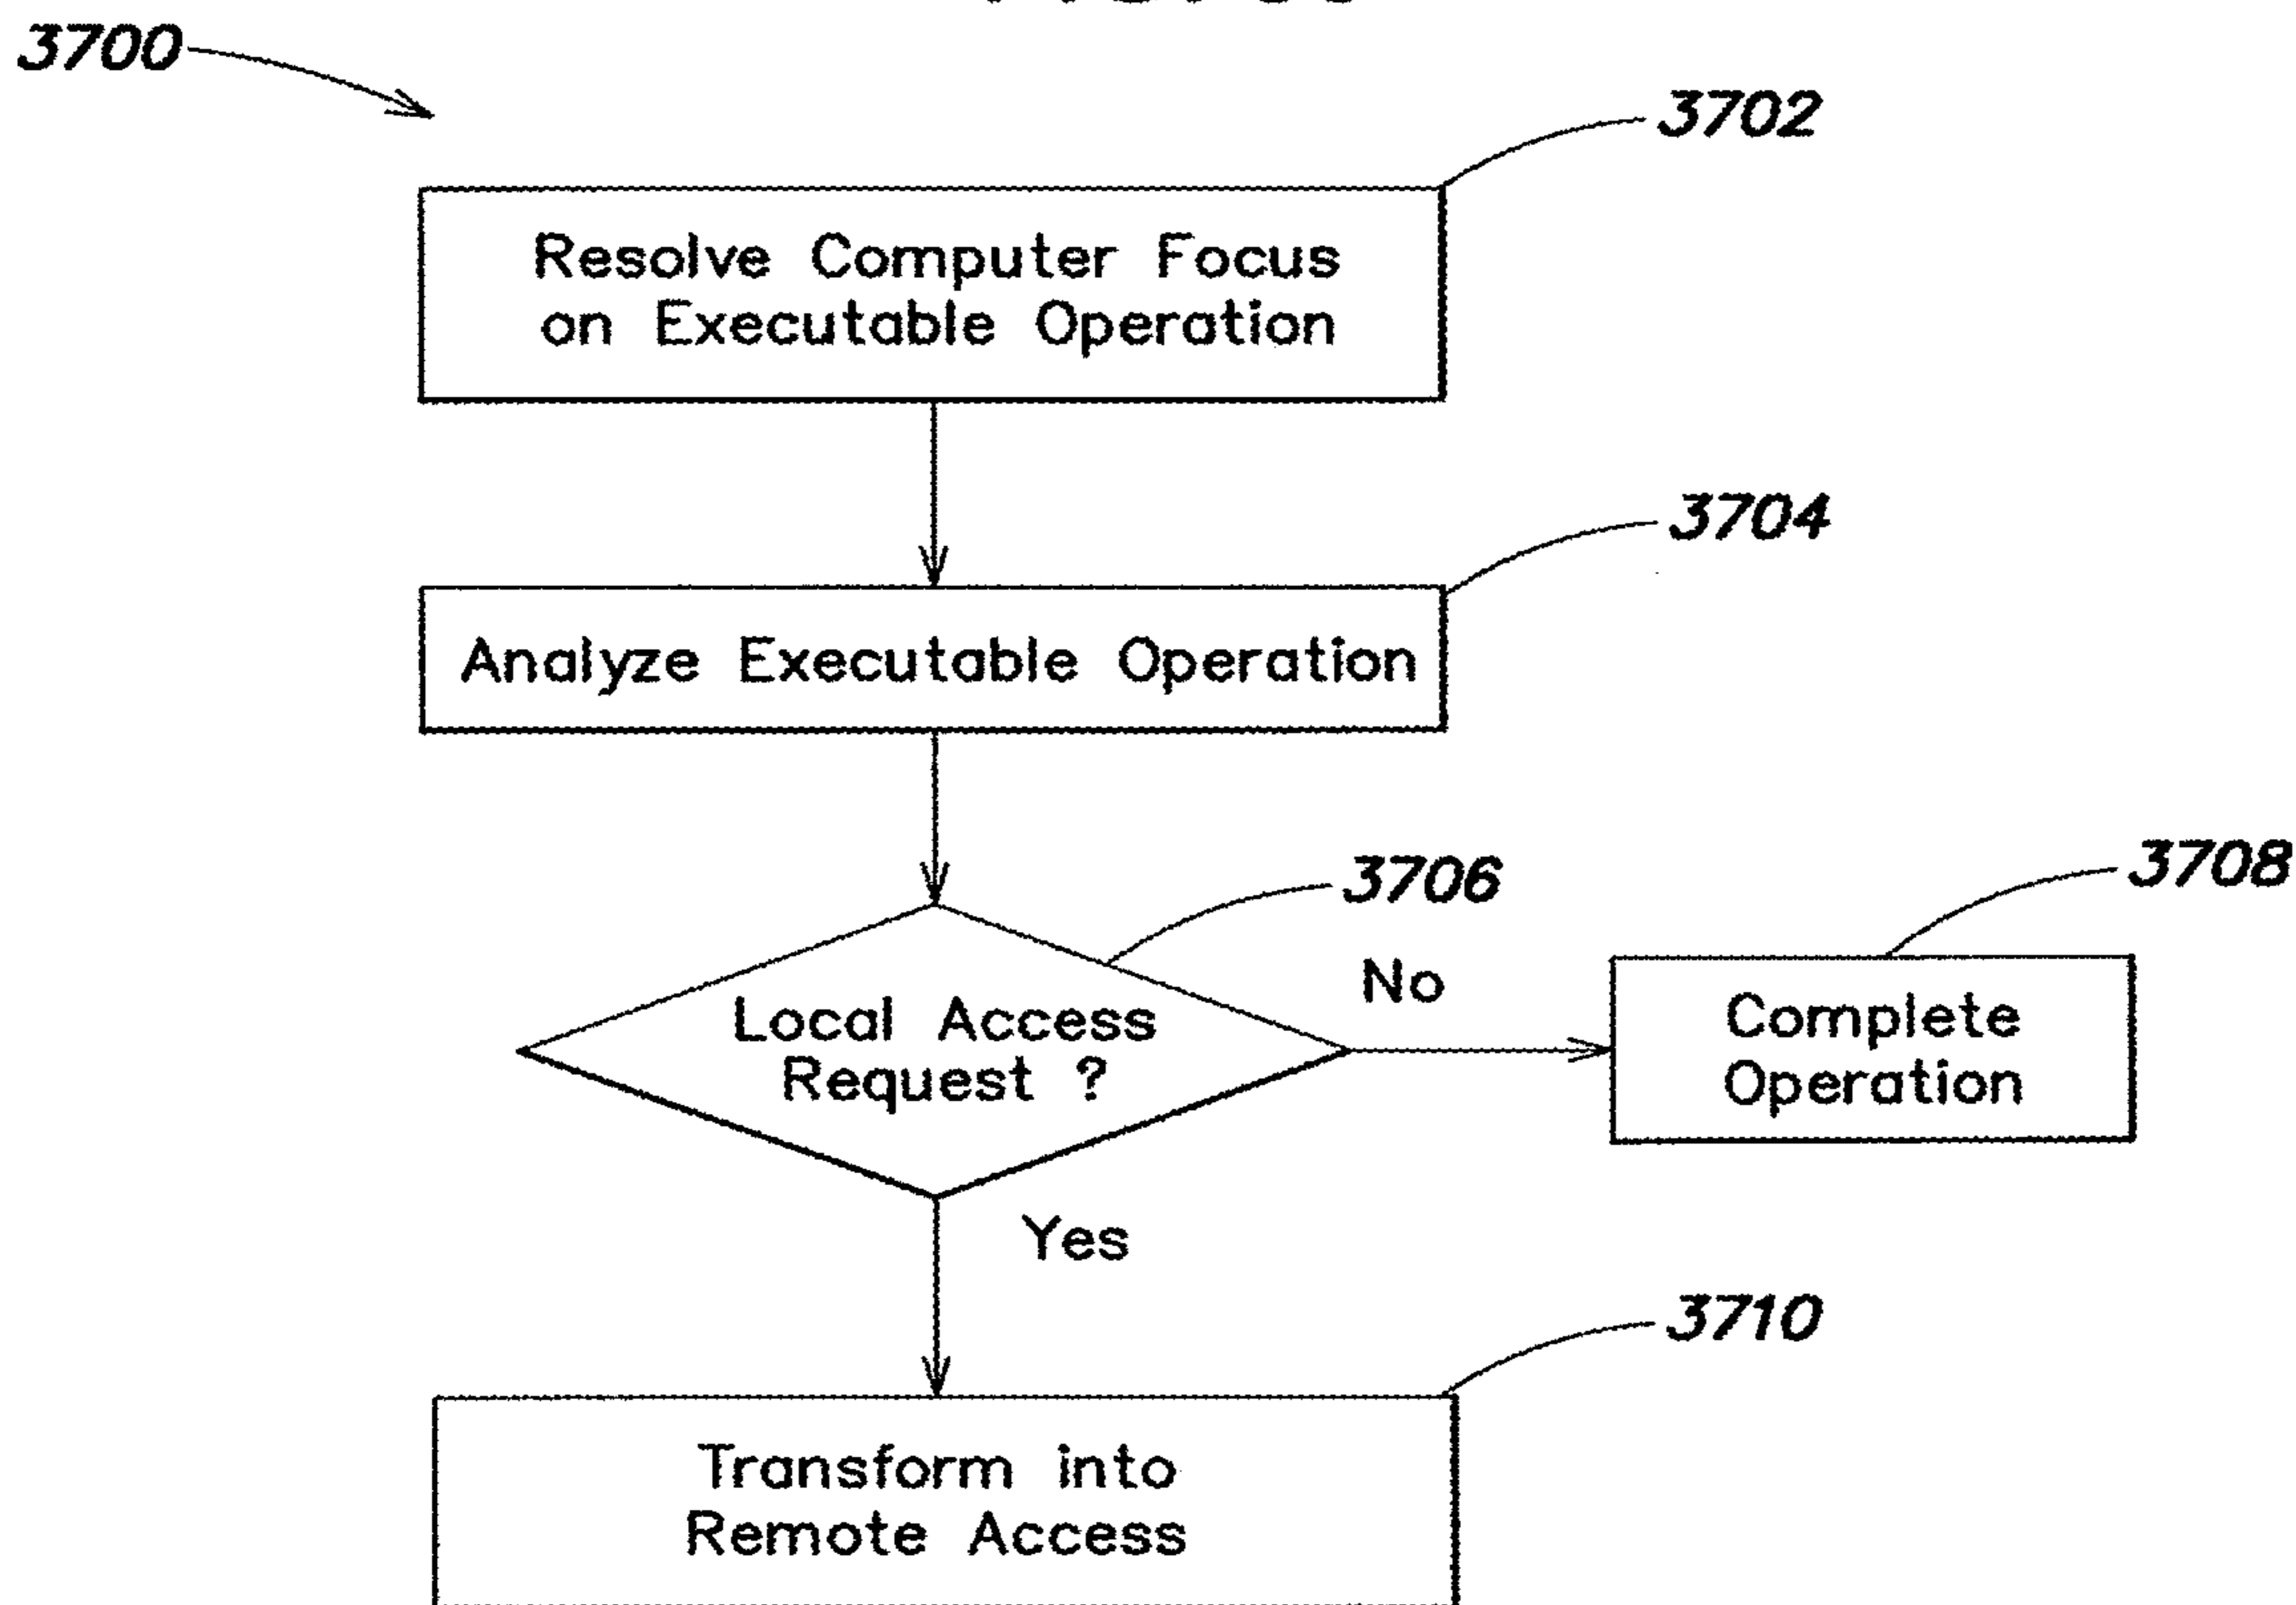 3700
3702
Resolve Computer Focus
on Executable Operation
3704
Analyze Executable Operation
3706
3708
No
Local Access
Request ?
Complete
Operation
Yes
3710
Transform into
Remote Access